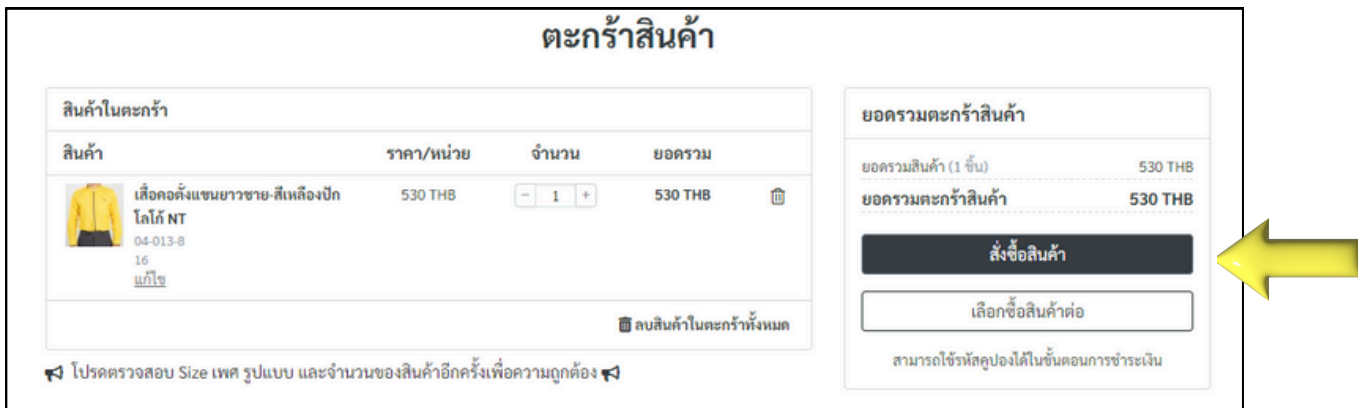 ตะกร้าสินค้า
สินค้าในตะกร้า
สินค้า ราคา/หน่วย จำนวน ยอดรวม
เสื้อคอตั้งแขนยาวชาย-สีเหลืองปัก 530 THB - 1 + 530 THB
โลโก้ NT
04-013-8
16
แก้ไข
ลบสินค้าในตะกร้าทั้งหมด
โปรดตรวจสอบ Size เพศ รูปแบบ และจำนวนของสินค้าอีกครั้งเพื่อความถูกต้อง
ยอดรวมตะกร้าสินค้า
ยอดรวมสินค้า (1 ชิ้น) 530 THB
ยอดรวมตะกร้าสินค้า 530 THB
สั่งซื้อสินค้า
เลือกซื้อสินค้าต่อ
สามารถใช้รหัสคูปองได้ในขั้นตอนการชำระเงิน